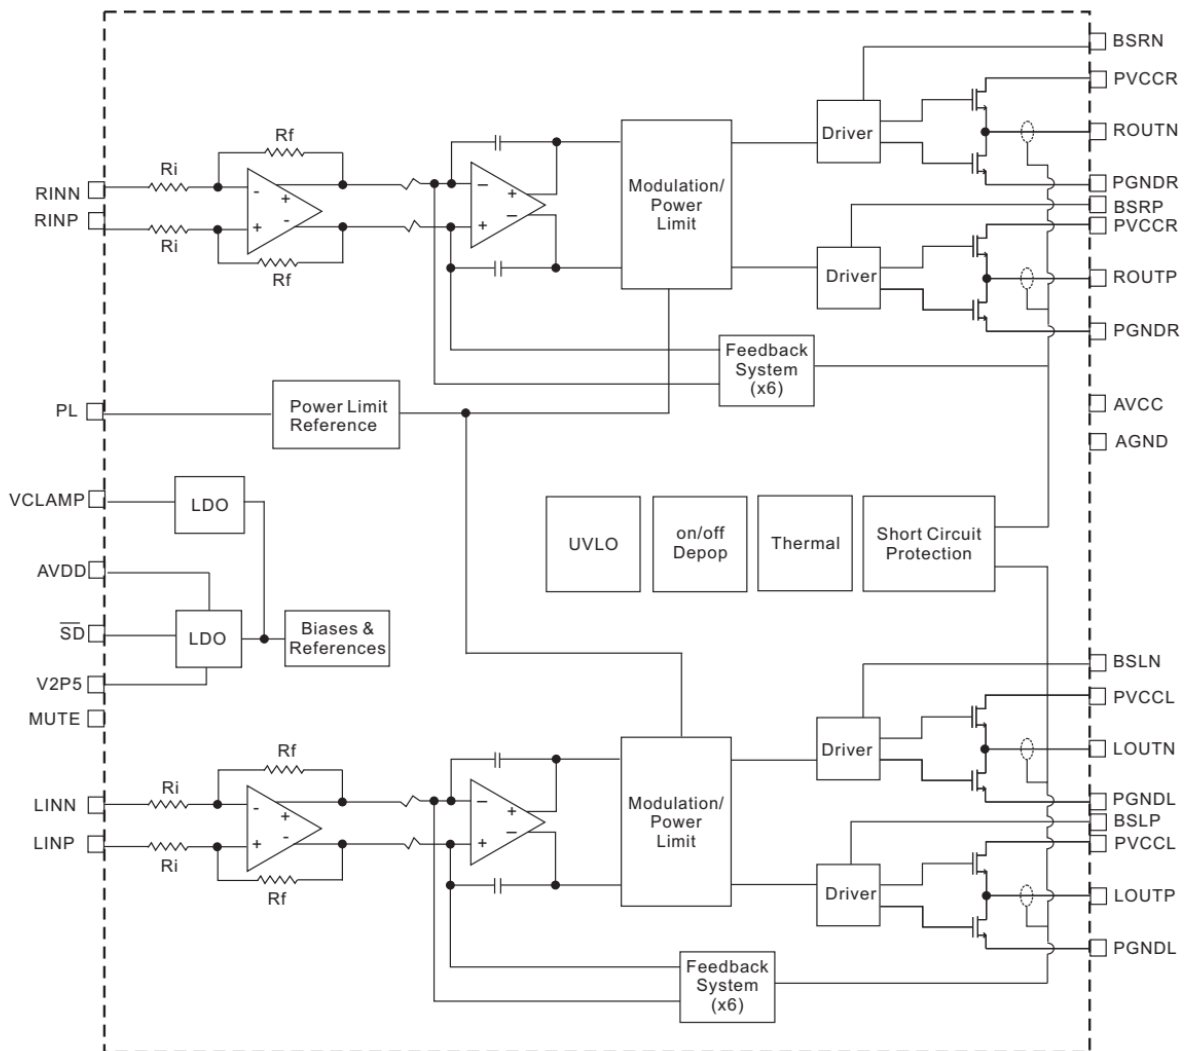 BSRN
PVCCR
Driver
ROUTN
Rf
Ri
RINN
-
+
-
+
−
+
−
+
Modulation/
Power
Limit
PGNDR
BSRP
RINP
PVCCR
Ri
Rf
Driver
ROUTP
PGNDR
Feedback
System
(x6)
PL
Power Limit
Reference
AVCC
AGND
VCLAMP
LDO
UVLO
on/off
Depop
Thermal
Short Circuit
Protection
AVDD
SD
LDO
Biases &
References
V2P5
MUTE
BSLN
PVCCL
Driver
LOUTN
Rf
Ri
LINN
-
+
-
+
−
+
−
+
Modulation/
Power
Limit
PGNDL
BSLP
LINP
PVCCL
Ri
Rf
Driver
LOUTP
PGNDL
Feedback
System
(x6)